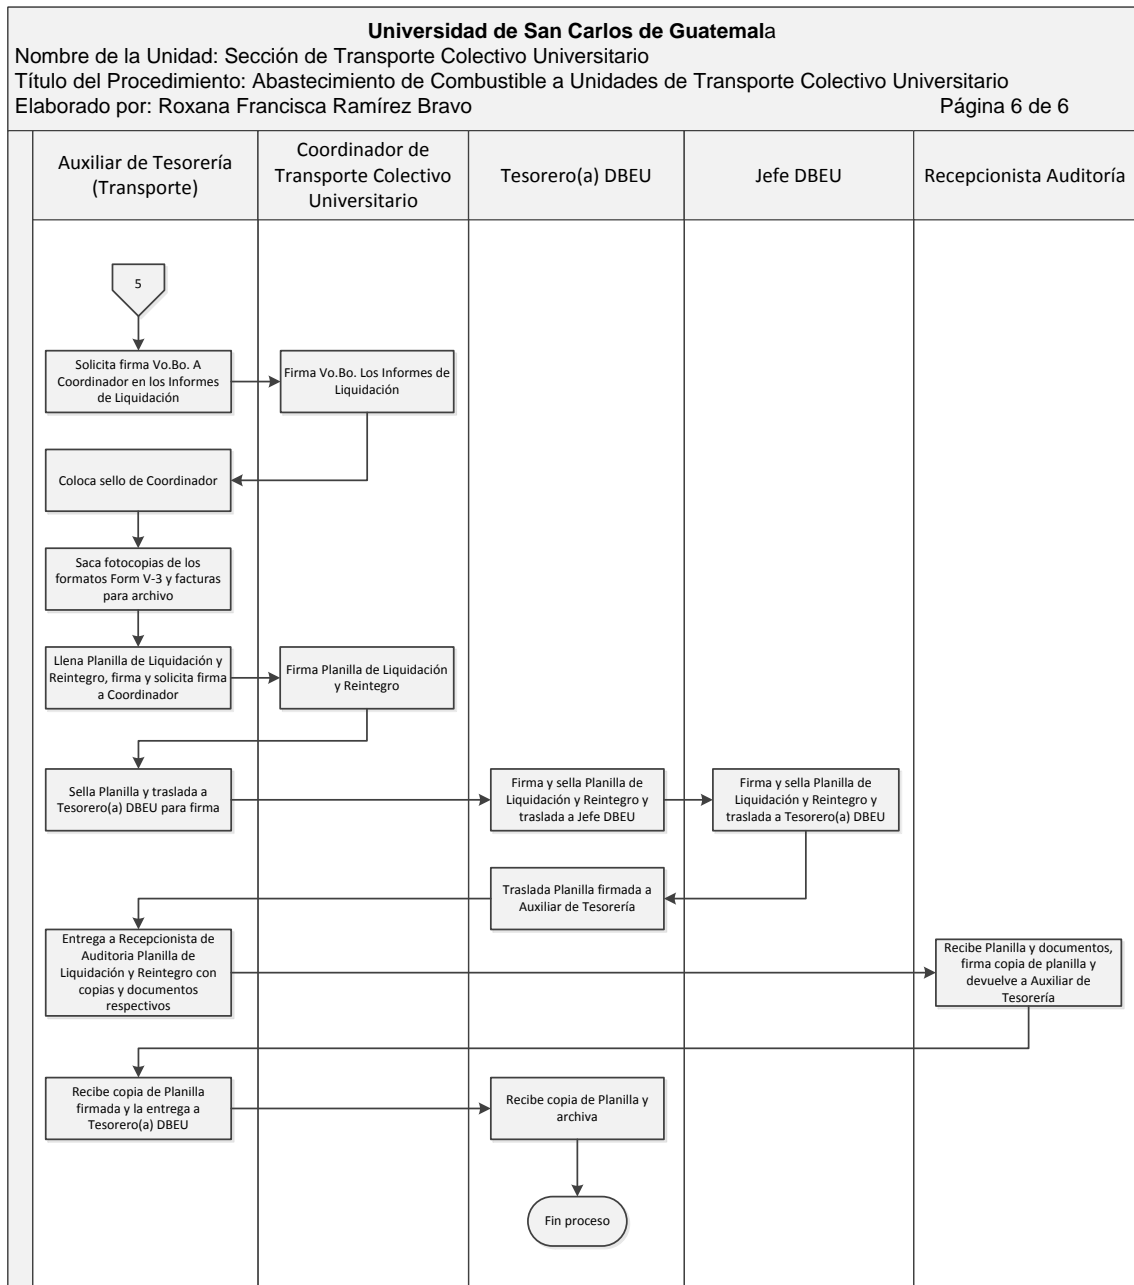 Universidad de San Carlos de Guatemala
Nombre de la Unidad: Sección de Transporte Colectivo Universitario
Título del Procedimiento: Abastecimiento de Combustible a Unidades de Transporte Colectivo Universitario
Elaborado por: Roxana Francisca Ramírez Bravo Página 6 de 6
Auxiliar de Tesorería
(Transporte)
Coordinador de
Transporte Colectivo
Universitario
Tesorero(a) DBEU
Jefe DBEU
Recepcionista Auditoría
5
Solicita firma Vo.Bo. A
Coordinador en los Informes
de Liquidación
Firma Vo.Bo. Los Informes de
Liquidación
Coloca sello de Coordinador
Saca fotocopias de los
formatos Form V-3 y facturas
para archivo
Llena Planilla de Liquidación y
Reintegro, firma y solicita firma
a Coordinador
Firma Planilla de Liquidación
y Reintegro
Sella Planilla y traslada a
Tesorero(a) DBEU para firma
Firma y sella Planilla de
Liquidación y Reintegro y
traslada a Jefe DBEU
Firma y sella Planilla de
Liquidación y Reintegro y
traslada a Tesorero(a) DBEU
Traslada Planilla firmada a
Auxiliar de Tesorería
Entrega a Recepcionista de
Auditoria Planilla de
Liquidación y Reintegro con
copias y documentos
respectivos
Recibe Planilla y documentos,
firma copia de planilla y
devuelve a Auxiliar de
Tesorería
Recibe copia de Planilla
firmada y la entrega a
Tesorero(a) DBEU
Recibe copia de Planilla y
archiva
Fin proceso